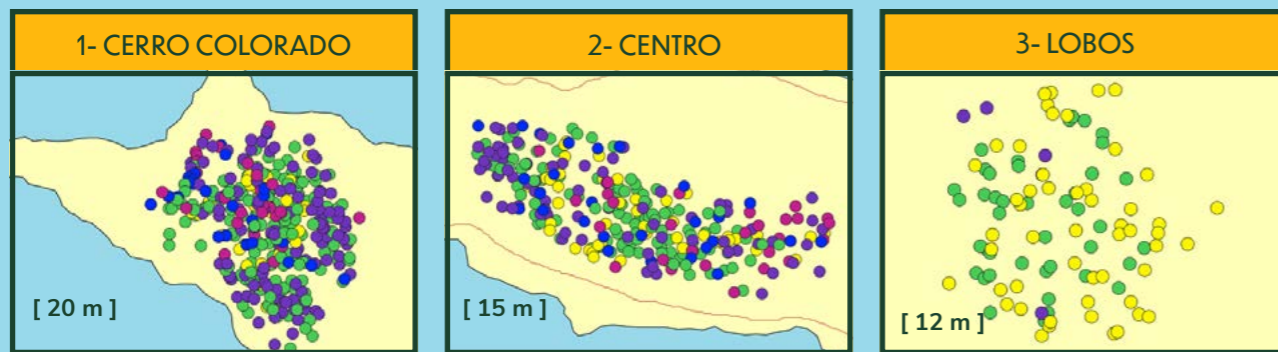 1- CERRO COLORADO
2- CENTRO
3- LOBOS
[ 20 m ]
[ 15 m ]
[ 12 m ]